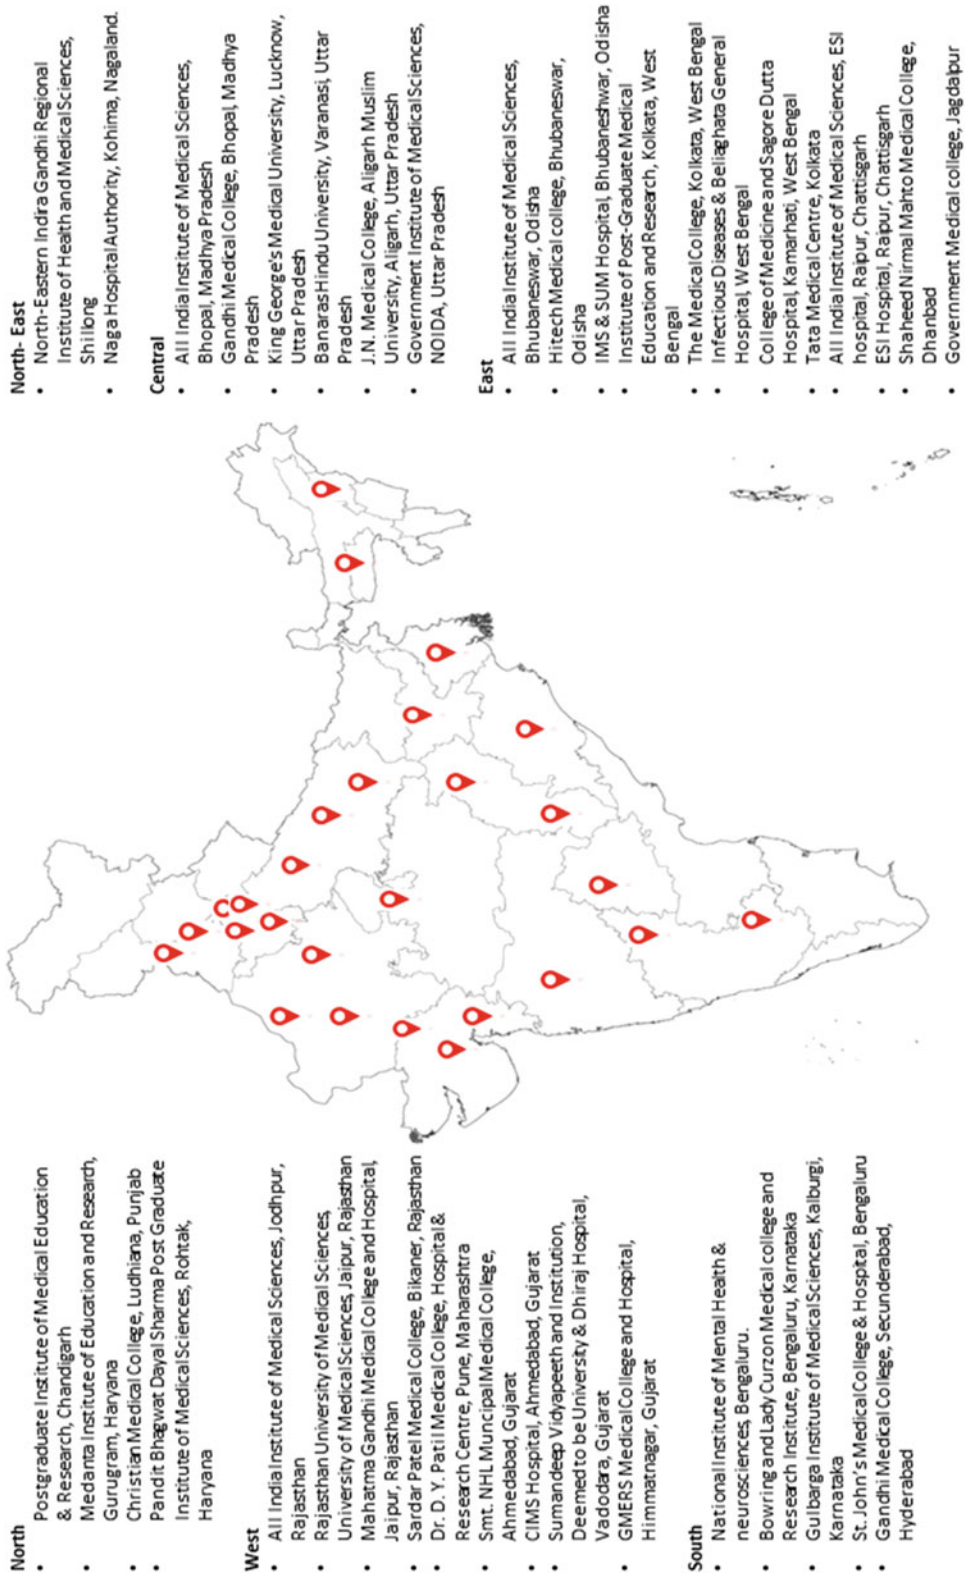 North
• Postgraduate Institute of Medical Education
& Research, Chandigarh
• Medanta Institute of Education and Research,
Gurugram, Haryana
• Christian Medical College, Ludhiana, Punjab
• Pandit Bhagwat Dayal Sharma Post Graduate
Institute of Medical Sciences, Rohtak,
Haryana
West
• All India Institute of Medical Sciences, Jodhpur,
Rajasthan
• Rajasthan University of Medical Sciences,
University of Medical Sciences, Jaipur, Rajasthan
• Mahatma Gandhi Medical College and Hospital,
Jaipur, Rajasthan
• Sardar Patel Medical College, Bikaner, Rajasthan
• Dr. D. Y. Patil Medical College, Hospital &
Research Centre, Pune, Maharashtra
• Smt. NHL Muncipal Medical College,
Ahmedabad, Gujarat
• CIMS Hospital, Ahmedabad, Gujarat
• Sumandeep Vidyapeeth and Institution,
Deemed to be University & Dhiraj Hospital,
Vadodara, Gujarat
• GMERS Medical College and Hospital,
Himmatnagar, Gujarat
South
• National Institute of Mental Health &
neurosciences, Bengaluru.
• Bowring and Lady Curzon Medical college and
Research Institute, Bengaluru, Karnataka
• Gulbarga Institute of Medical Sciences, Kalburgi,
Karnataka
• St. John's Medical College & Hospital, Bengaluru
• Gandhi Medical College, Secunderabad,
Hyderabad
North- East
• North-Eastern Indira Gandhi Regional
Institute of Health and Medical Sciences,
Shillong
• Naga Hospital Authority, Kohima, Nagaland.
Central
• All India Institute of Medical Sciences,
Bhopal, Madhya Pradesh
• Gandhi Medical College, Bhopal, Madhya
Pradesh
• King George's Medical University, Lucknow,
Uttar Pradesh
• Banaras Hindu University, Varanasi, Uttar
Pradesh
• J.N. Medical College, Aligarh Muslim
University, Aligarh, Uttar Pradesh
• Government Institute of Medical Sciences,
NOIDA, Uttar Pradesh
East
• All India Institute of Medical Sciences,
Bhubaneswar, Odisha
• Hitech Medical college, Bhubaneswar,
Odisha
• IMS & SUM Hospital, Bhubaneshwar, Odisha
• Institute of Post-Graduate Medical
Education and Research, Kolkata, West
Bengal
• The Medical College, Kolkata, West Bengal
• Infectious Diseases & Beliaghata General
Hospital, West Bengal
• College of Medicine and Sagore Dutta
Hospital, Kamarhati, West Bengal
• Tata Medical Centre, Kolkata
• All India Institute of Medical Sciences, ESI
hospital, Raipur, Chattisgarh
• ESI Hospital, Raipur, Chattisgarh
• Shaheed Nirmal Mahto Medical College,
Dhanbad
• Government Medical college, Jagdalpur